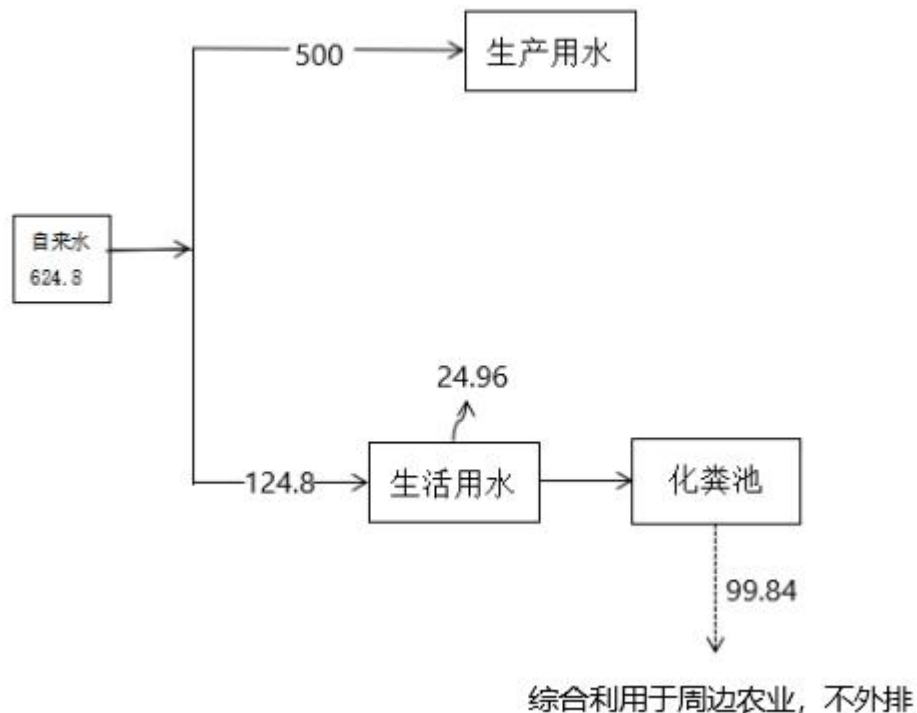 500
生产用水
自来水
624.8
24.96
124.8
生活用水
化粪池
99.84
综合利用于周边农业，不外排